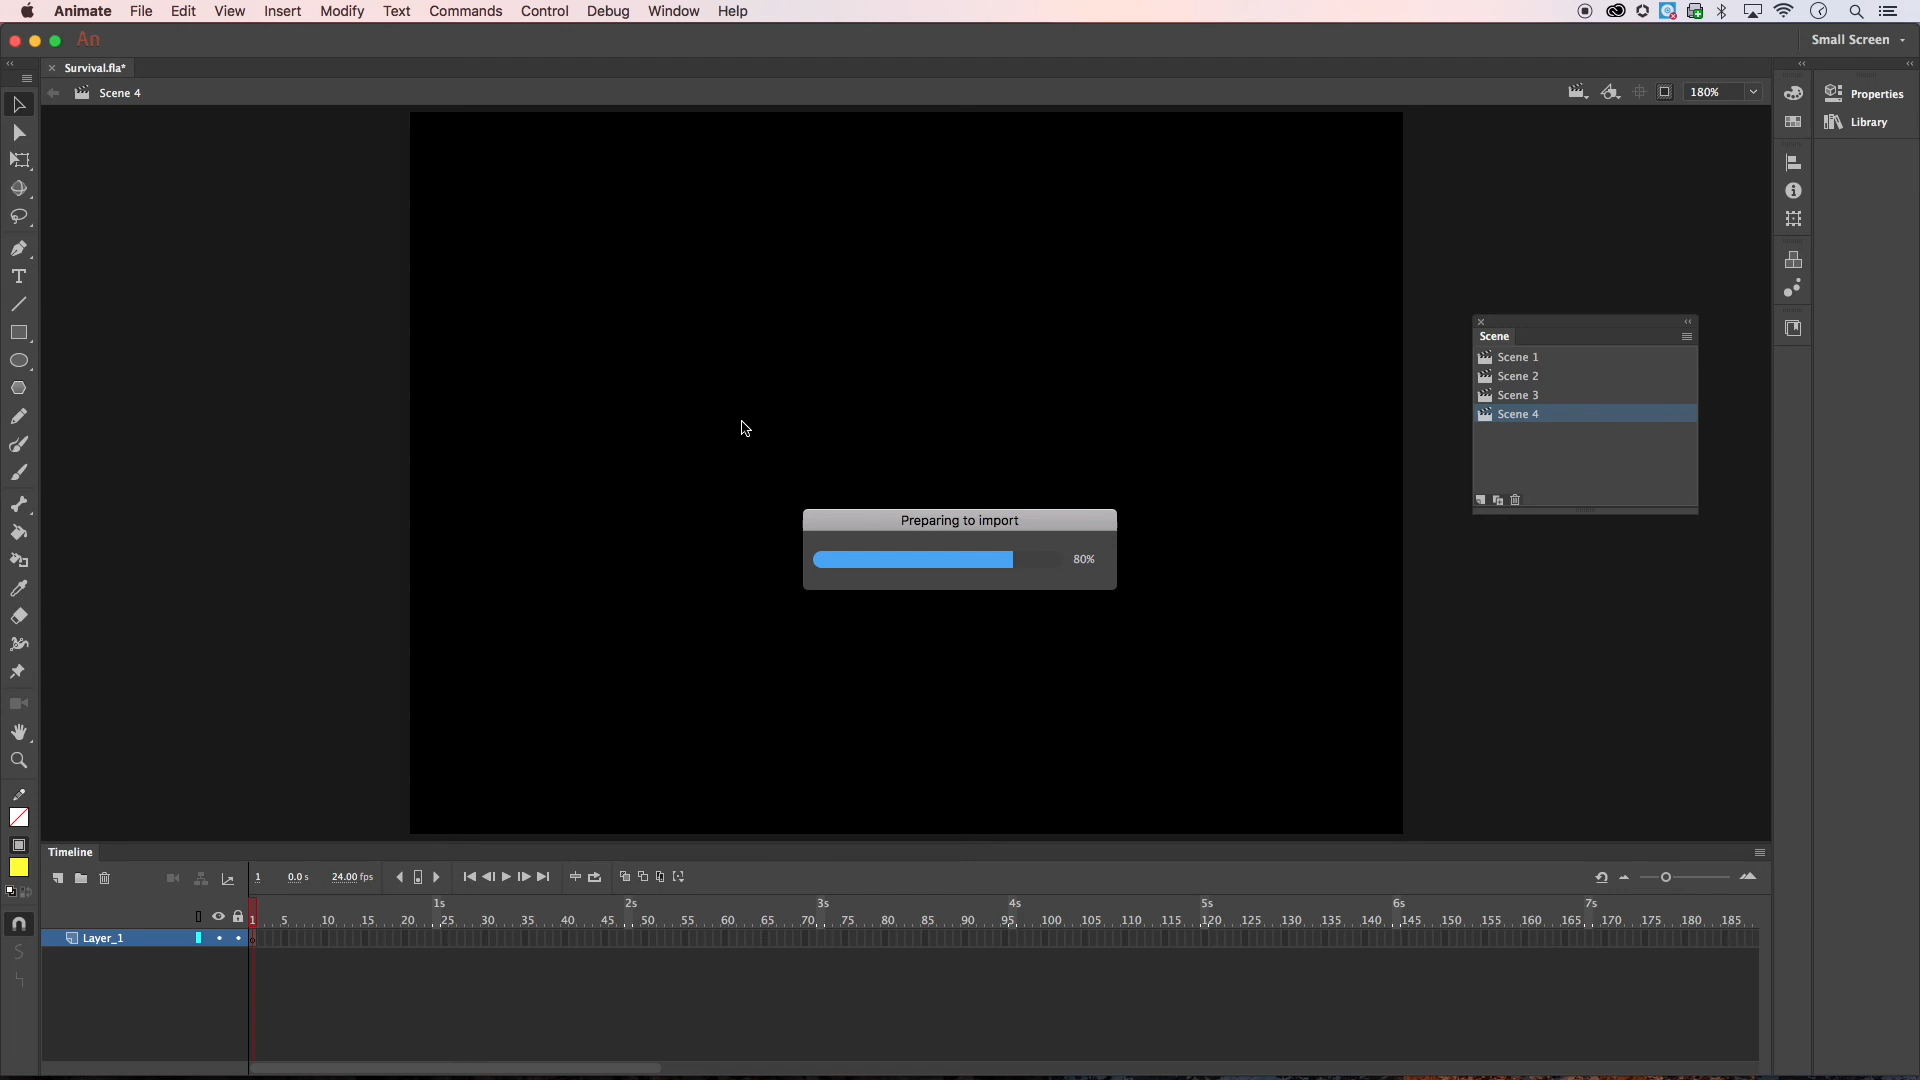 Animate File Edit View Insert Modify Text Commands Control Debug Window Help
An
Small Screen
Survival.fla*
Scene 4
180%
Properties
Library
Scene
Scene 1
Scene 2
Scene 3
Scene 4
Preparing to import
80%
Timeline
1 0.0 s 24.00 fps
1s 2s 3s 4s 5s 6s 7s
1 5 10 15 20 25 30 35 40 45 50 55 60 65 70 75 80 85 90 95 100 105 110 115 120 125 130 135 140 145 150 155 160 165 170 175 180 185
Layer_1